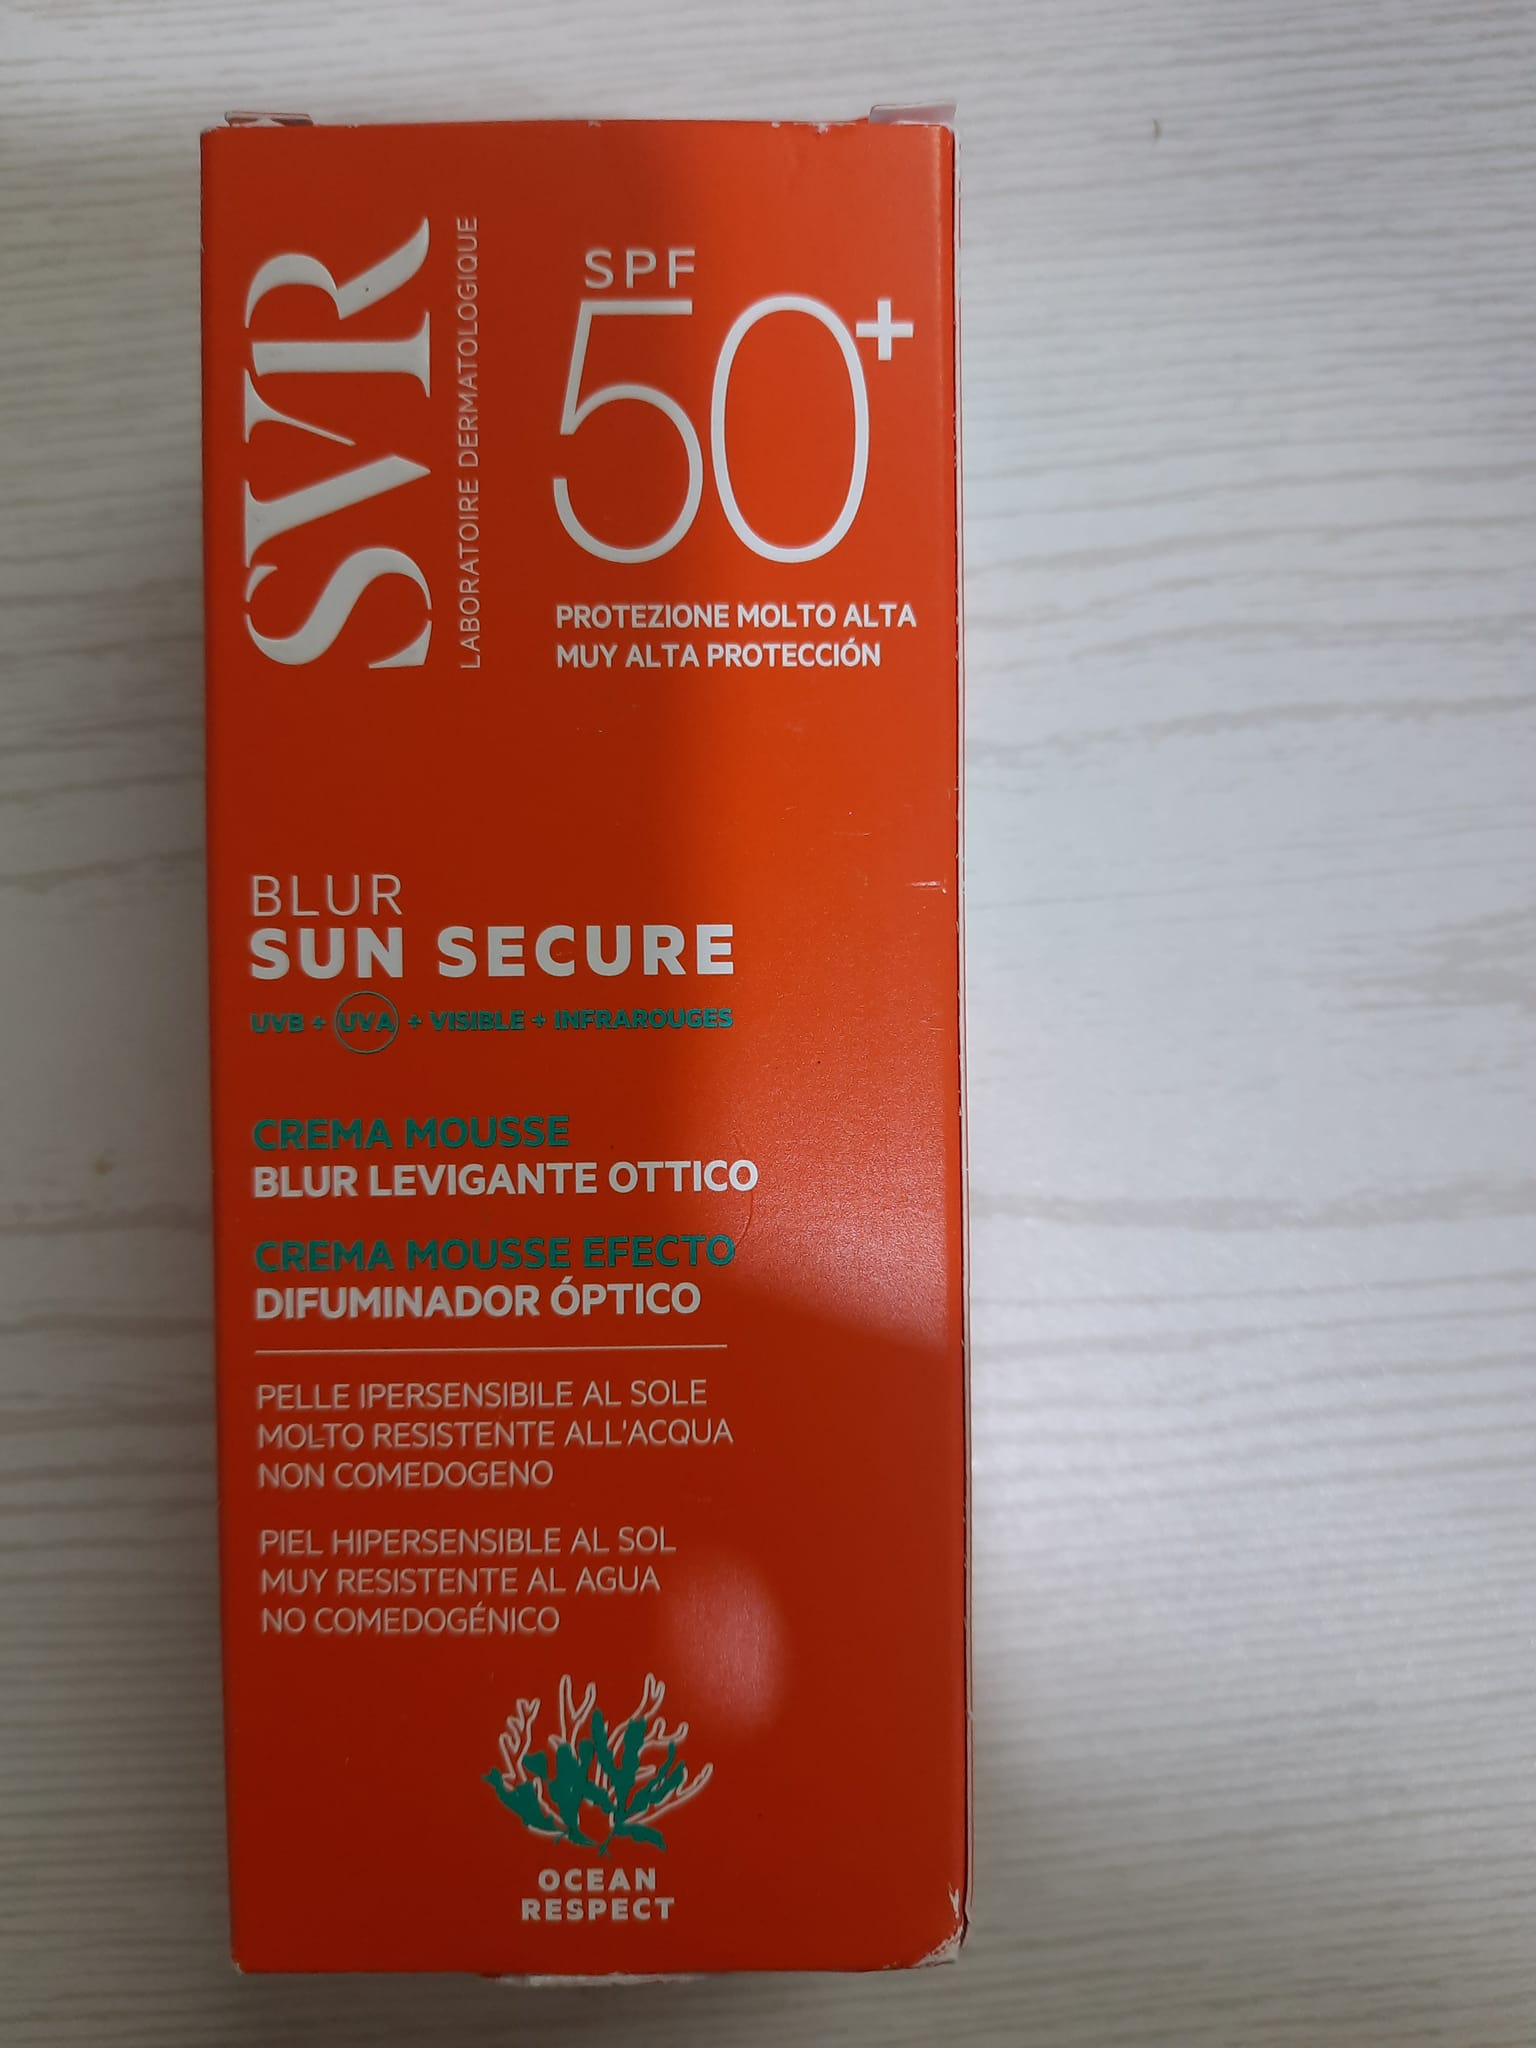 SVR
LABORATOIRE DERMATOLOGIQUE
SPF
50+
PROTEZIONE MOLTO ALTA
MUY ALTA PROTECCIÓN
BLUR
SUN SECURE
UVB + UVA + VISIBLE + INFRAROUGES
CREMA MOUSSE
BLUR LEVIGANTE OTTICO
CREMA MOUSSE EFECTO
DIFUMINADOR ÓPTICO
PELLE IPERSENSIBILE AL SOLE
MOLTO RESISTENTE ALL'ACQUA
NON COMEDOGENO
PIEL HIPERSENSIBLE AL SOL
MUY RESISTENTE AL AGUA
NO COMEDOGÉNICO
OCEAN
RESPECT